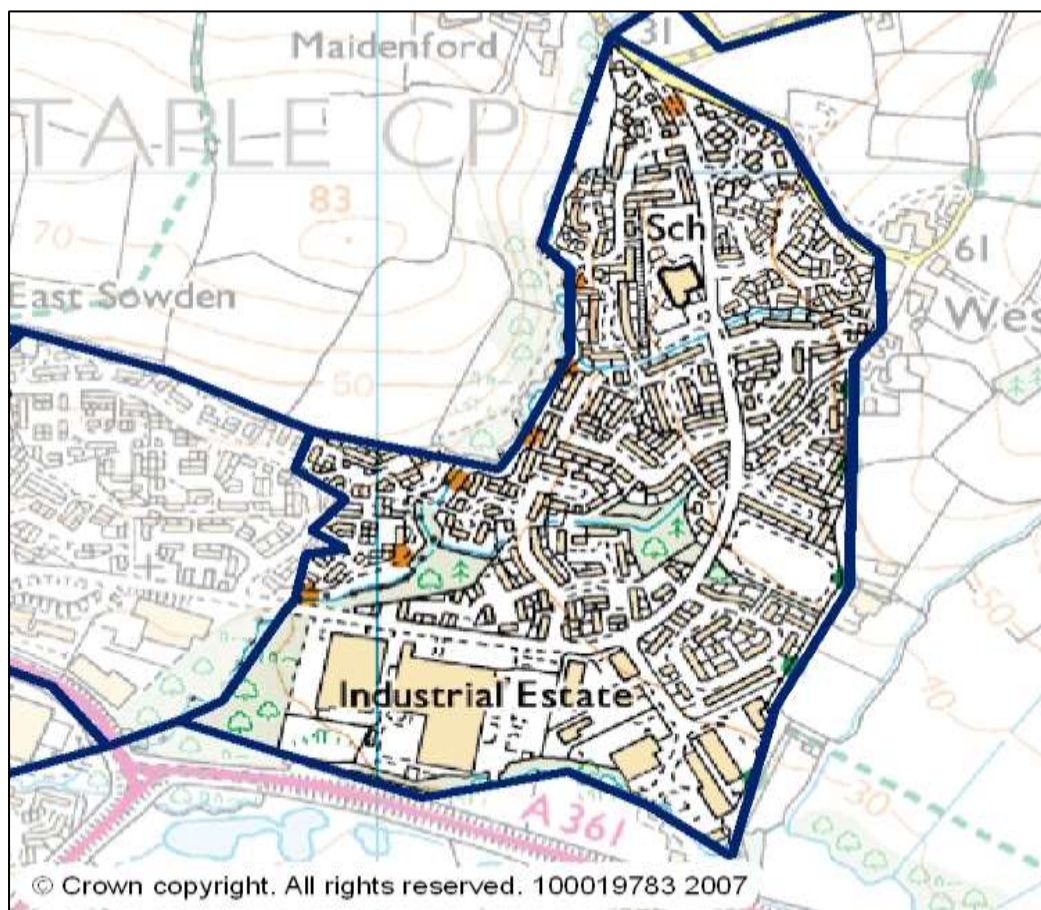 31
Maidenford
TAPLE CP
83
Sch
70
61
East Sowden
Wes
50
50
40
Industrial Estate
30
A 361
© Crown copyright. All rights reserved. 100019783 2007